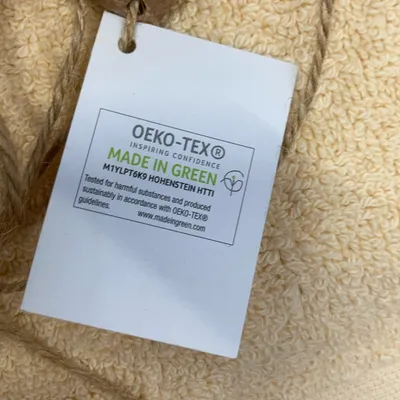 OEKO-TEX®
INSPIRING CONFIDENCE
MADE IN GREEN
M1YLPT6K9 HOHENSTEIN HTTI
Tested for harmful substances and produced
sustainably in accordance with OEKO-TEX®
guidelines.
www.madeingreen.com